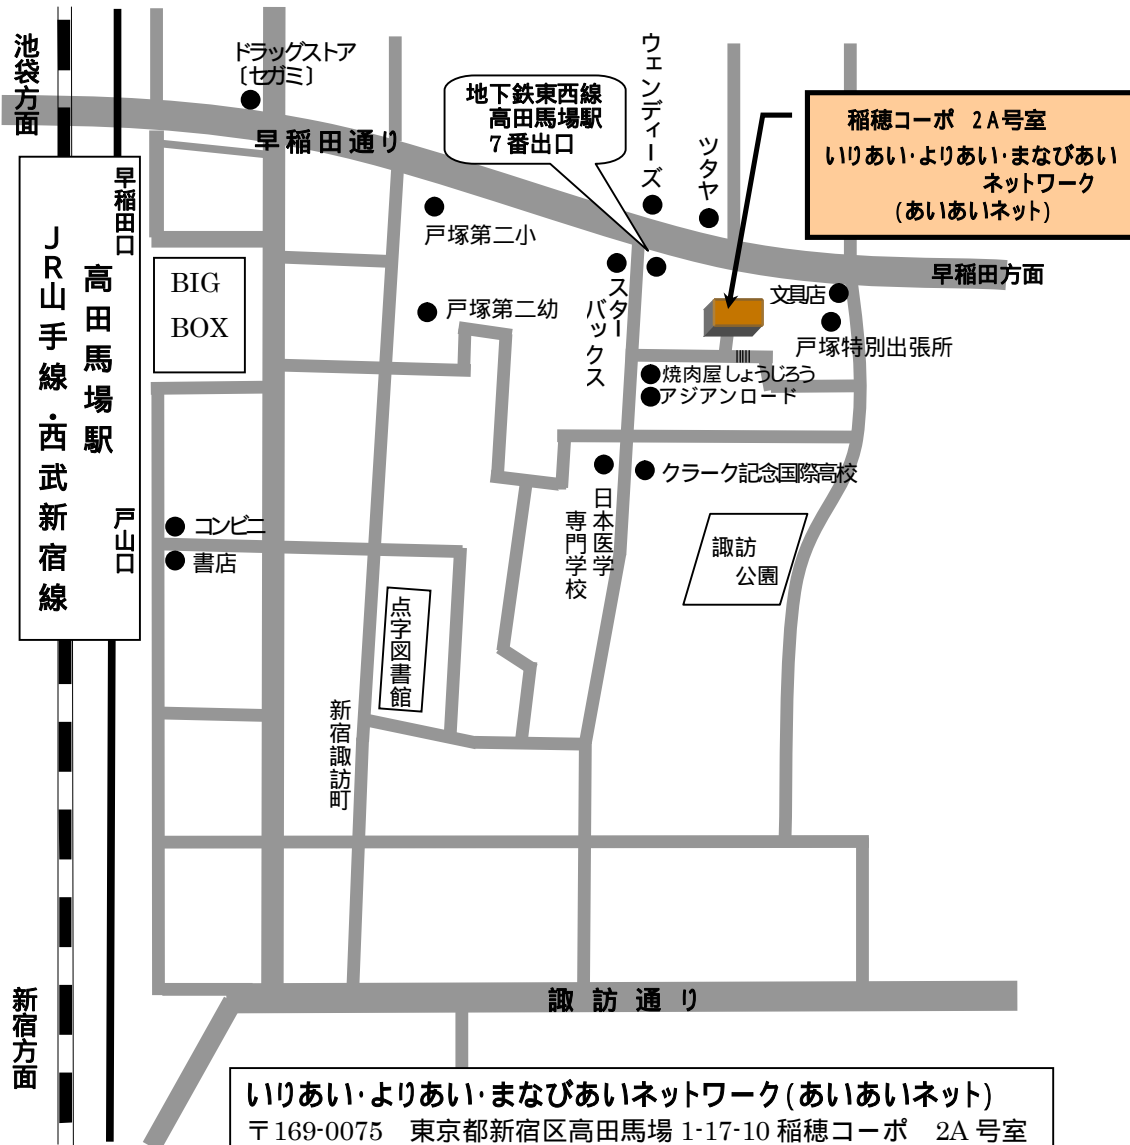 池袋方面
ドラッグストア
〔セガミ〕
早稲田通り
地下鉄東西線
高田馬場駅
7番出口
ウェンディーズ
ツタヤ
稲穂コーポ 2A号室
いりあい・よりあい・まなびあい
ネットワーク
(あいあいネット)
早稲田口
戸塚第二小
早稲田方面
JR山手線・西武新宿線
高田馬場駅
BIG
BOX
スター
バックス
文具店
戸塚第二幼
戸塚特別出張所
焼肉屋しょうじろう
アジアンロード
クラーク記念国際高校
日本医学
専門学校
戸山口
コンビニ
書店
諏訪
公園
点字図書館
新宿諏訪町
新宿方面
諏訪通り
いりあい・よりあい・まなびあいネットワーク(あいあいネット)
〒169-0075 東京都新宿区高田馬場 1-17-10 稲穂コーポ 2A 号室